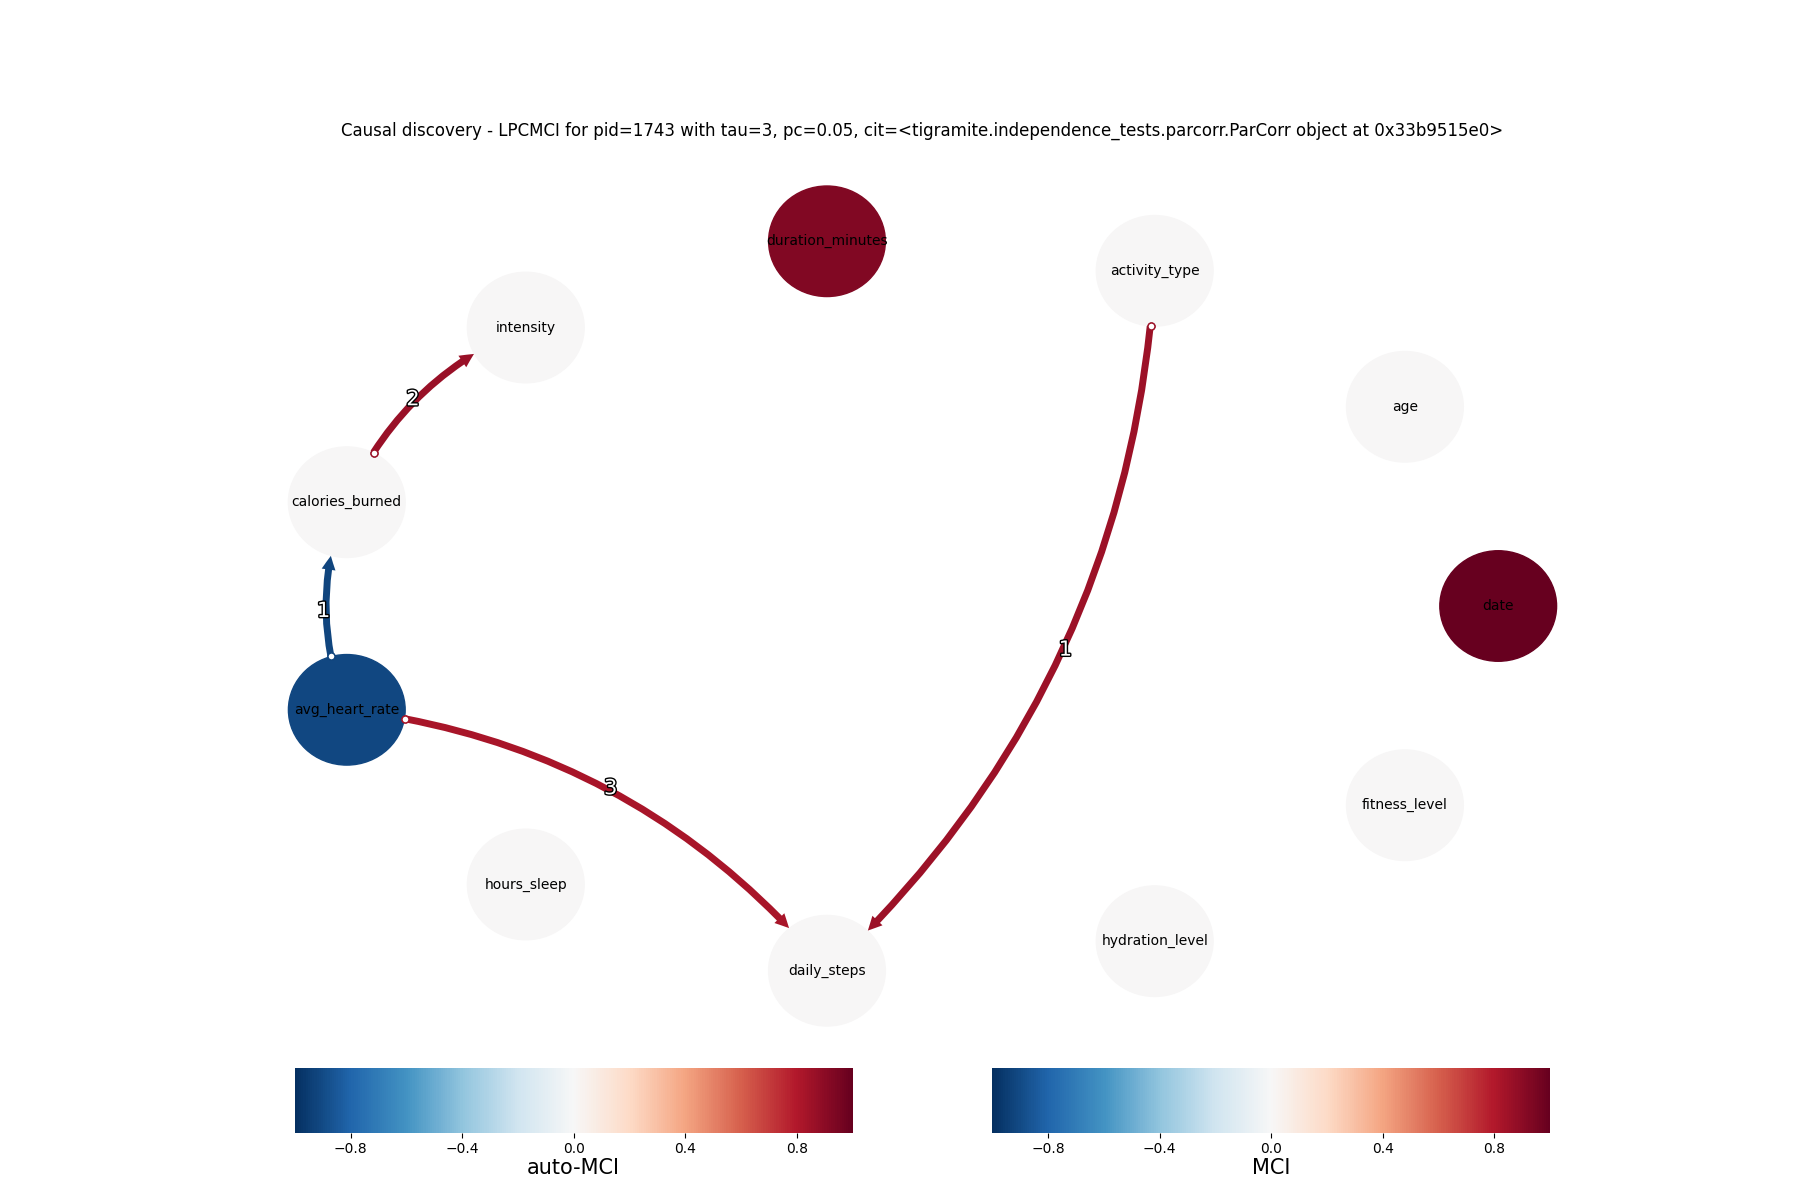 Causal discovery - LPCMCI for pid=1743 with tau=3, pc=0.05, cit=<tigramite.independence_tests.parcorr.ParCorr object at 0x33b9515e0>
duration_minutes
activity_type
intensity
2
age
calories_burned
date
1
1
avg_heart_rate
3
fitness_level
hours_sleep
hydration_level
daily_steps
−0.8 −0.4 0.0 0.4 0.8
auto-MCI
−0.8 −0.4 0.0 0.4 0.8
MCI